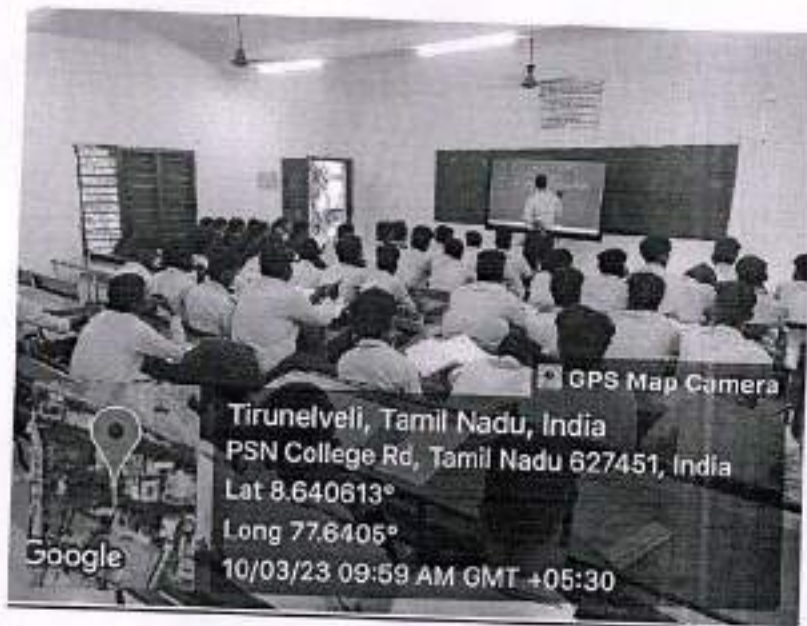 GPS Map Camera
Tirunelveli, Tamil Nadu, India
PSN College Rd, Tamil Nadu 627451, India
Lat 8.640613°
Long 77.6405°
10/03/23 09:59 AM GMT +05:30
Google